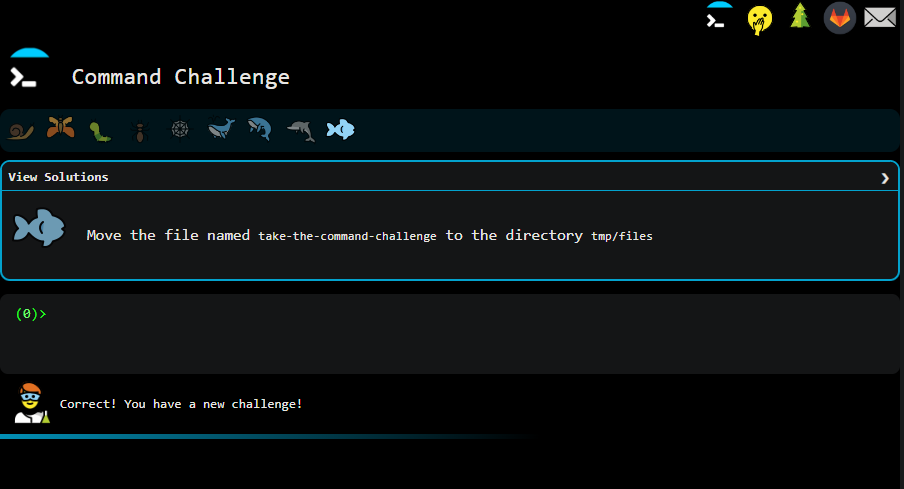 Command Challenge
View Solutions
Move the file named take-the-command-challenge to the directory tmp/files
(0)>
Correct! You have a new challenge!